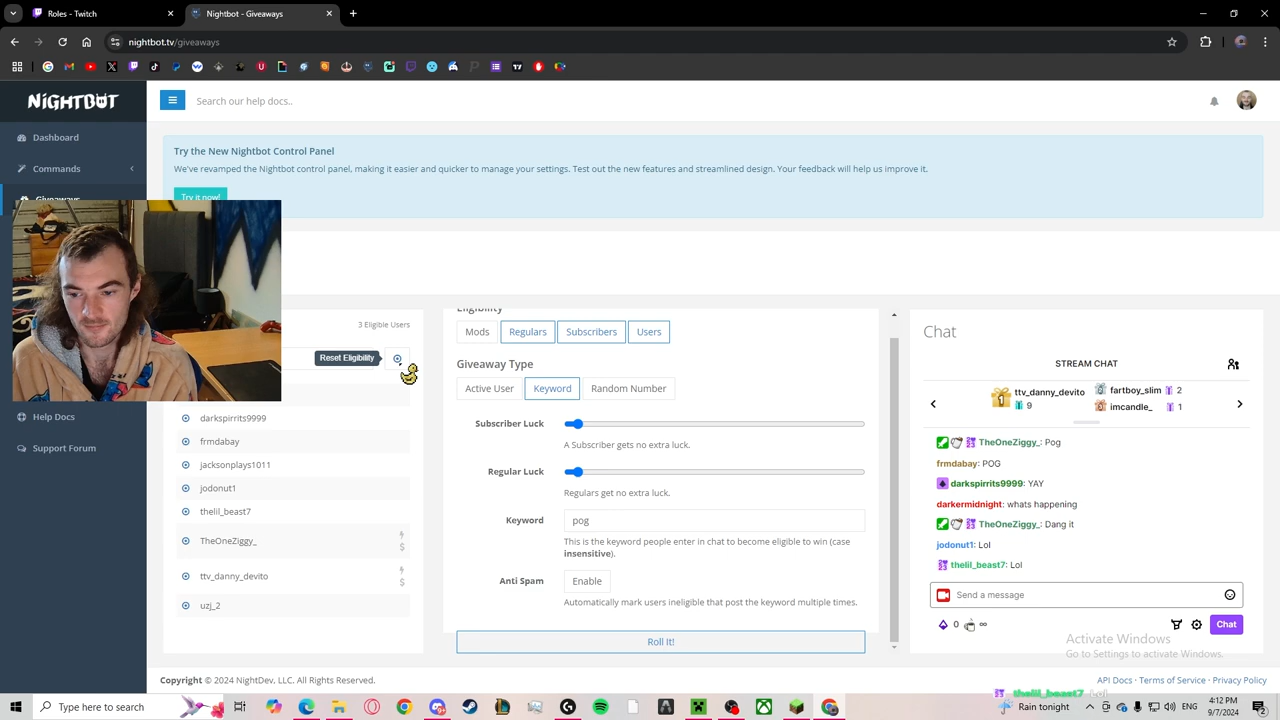 Roles - Twitch
Nightbot
nightbot.tv/giveaways
NIGHTBOT
Search our help docs..
Dashboard
Try the New Nightbot Control Panel
Commands
We've revamped the Nightbot control panel, making it easier and quicker to manage your settings. Test out the new features and streamlined design. Your feedback will help us improve it.
Giveaways
Try it now!
Help Docs
Support Forum
3 Eligible Users
Reset Eligibility
darkspirrits9999
frmdabay
jacksonplays1011
jodonut1
thelil_beast7
TheOneZiggy_
ttv_danny_devito
uzj_2
Eligibility
Mods Regulars Subscribers Users
Giveaway Type
Active User Keyword Random Number
Subscriber Luck
A Subscriber gets no extra luck.
Regular Luck
Regulars get no extra luck.
Keyword pog
This is the keyword people enter in chat to become eligible to win (case
insensitive).
Anti Spam Enable
Automatically mark users ineligible that post the keyword multiple times.
Roll It!
Chat
STREAM CHAT
ttv_danny_devito
9
fartboy_slim 2
imcandle_ 1
TheOneZiggy_: Pog
frmdabay: POG
darkspirrits9999: YAY
darkermidnight: whats happening
TheOneZiggy_: Dang it
jodonut1: Lol
thelil_beast7: Lol
Send a message
0 ∞
Chat
Activate Windows
Go to Settings to activate Windows.
Copyright © 2024 NightDev, LLC. All Rights Reserved.
API Docs - Terms of Service - Privacy Policy
thelil_beast7 Lol
Type here to search
Rain tonight
ENG
4:12 PM
9/7/2024